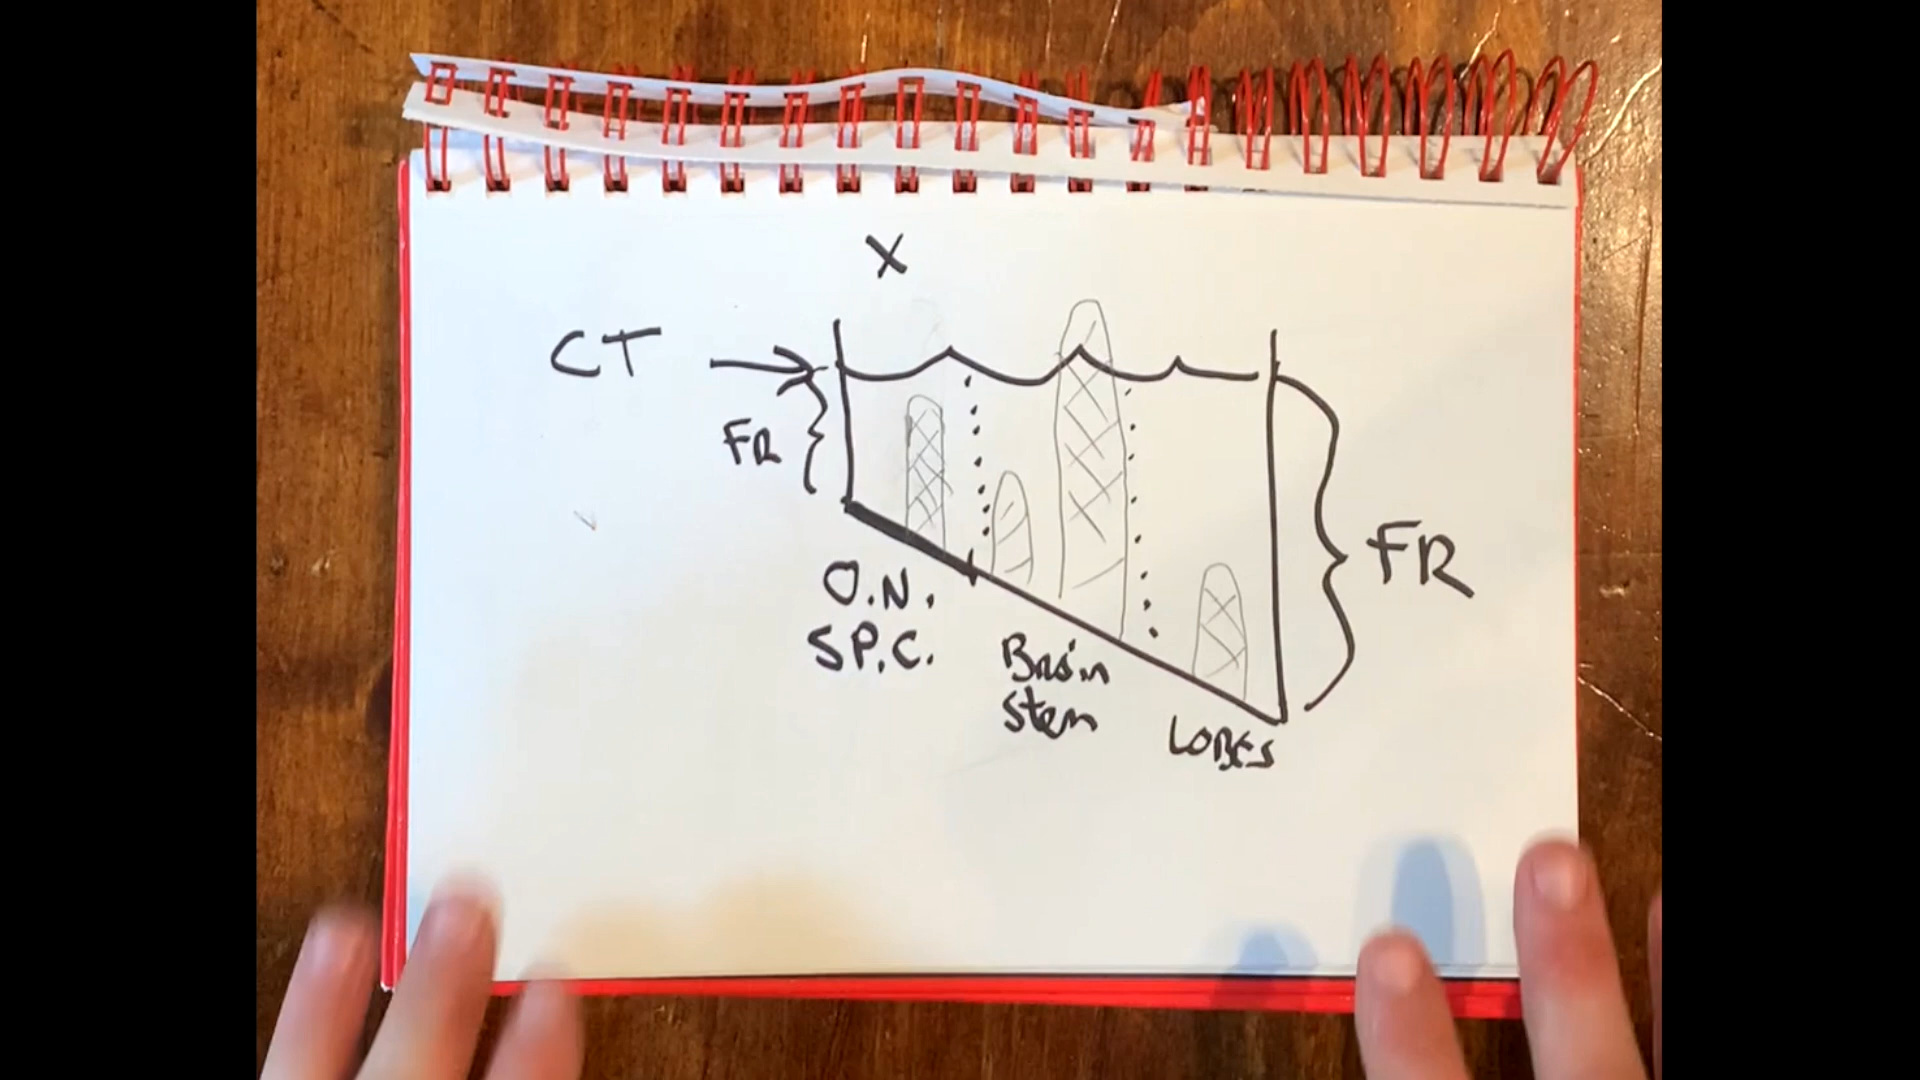 X
CT
FR
FR
O.N.
SP.C.
Brain
Stem
LOBES